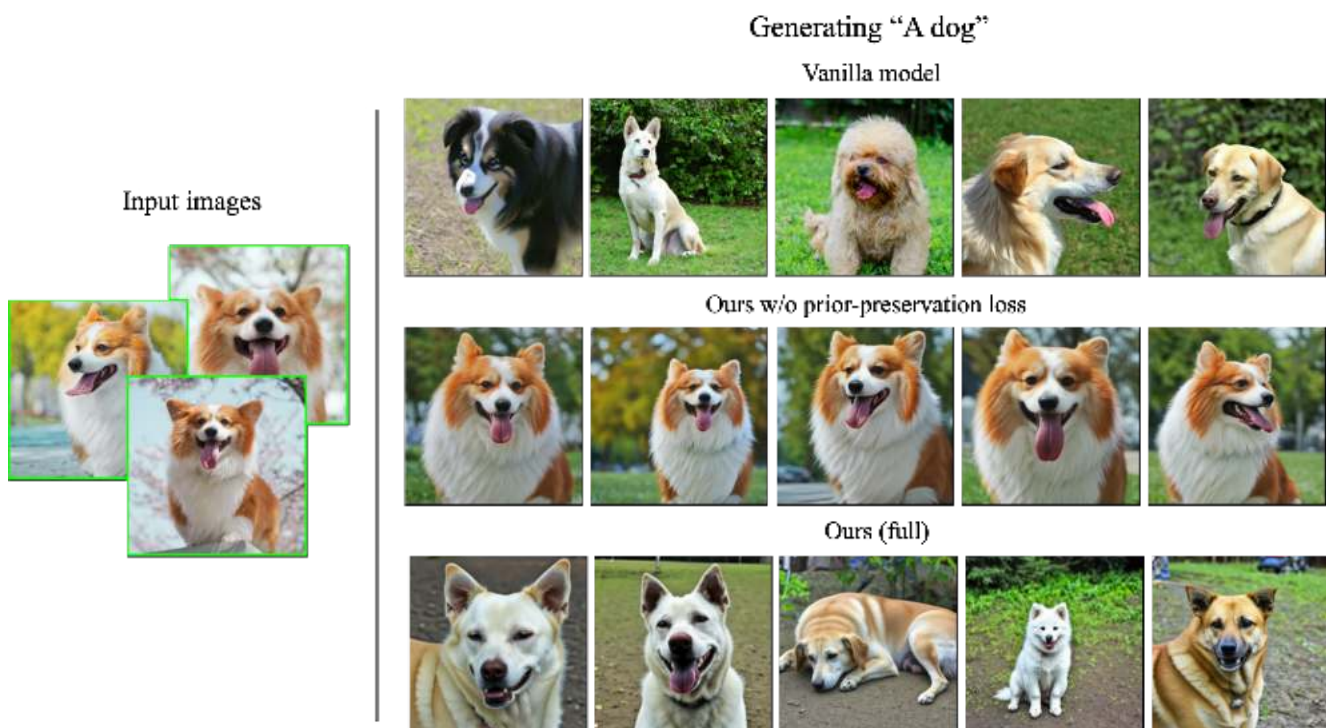 Generating “A dog”
Vanilla model
Input images
Ours w/o prior-preservation loss
Ours (full)